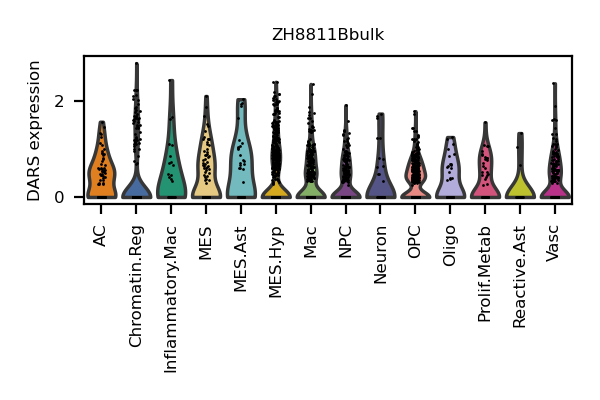 ZH8811Bbulk
DARS expression
2
0
AC
Chromatin.Reg
Inflammatory.Mac
MES
MES.Ast
MES.Hyp
Mac
NPC
Neuron
OPC
Oligo
Prolif.Metab
Reactive.Ast
Vasc